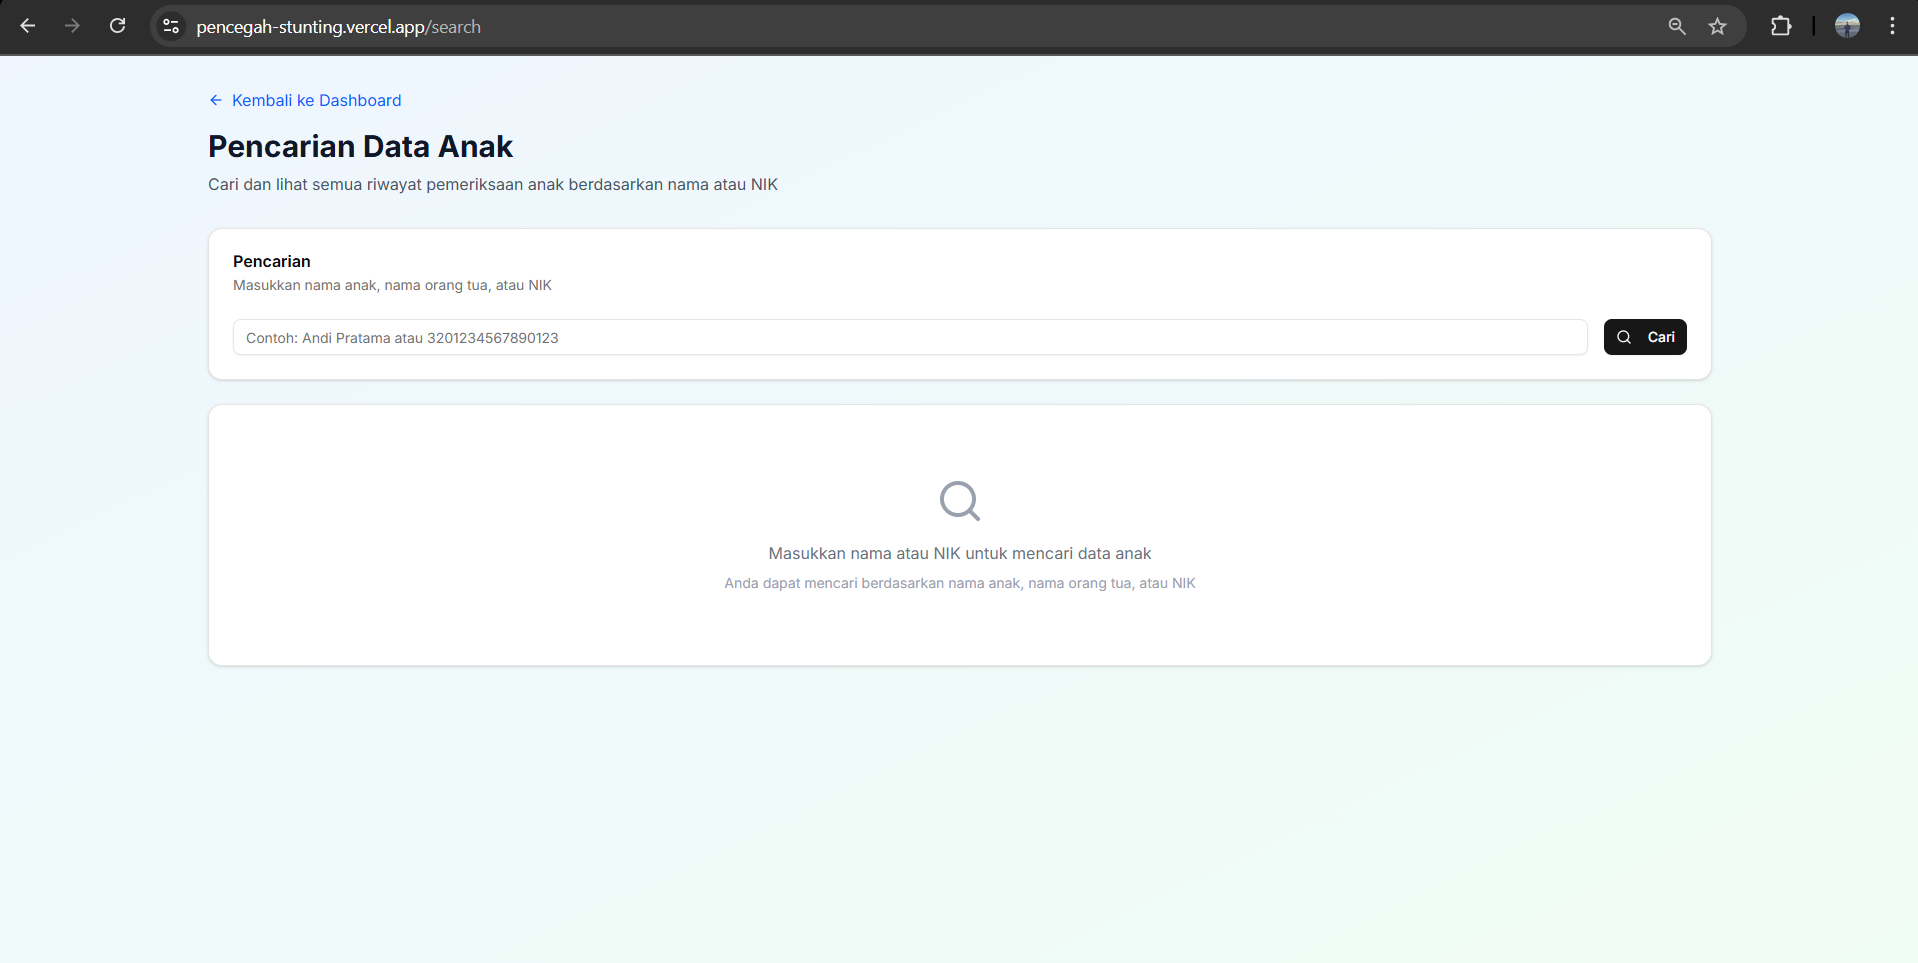 pencegah-stunting.vercel.app/search
Kembali ke Dashboard
Pencarian Data Anak
Cari dan lihat semua riwayat pemeriksaan anak berdasarkan nama atau NIK
Pencarian
Masukkan nama anak, nama orang tua, atau NIK
Contoh: Andi Pratama atau 3201234567890123
Cari
Masukkan nama atau NIK untuk mencari data anak
Anda dapat mencari berdasarkan nama anak, nama orang tua, atau NIK